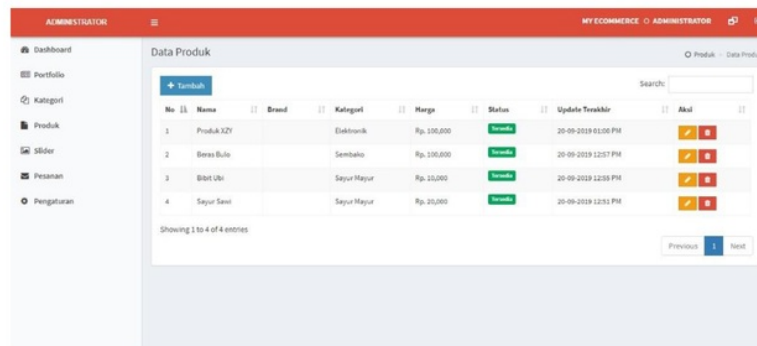 ADMINISTRATOR
MY ECOMMERCE ADMINISTRATOR
Dashboard
Portfolio
Kategori
Produk
Slider
Pesanan
Pengaturan
Data Produk
Produk Data Produ
+ Tambah
Search:
No Nama Brand Kategori Harga Status Update Terakhir Aksi
1 Produk XZY Elektronik Rp. 100,000 Tersedia 20-09-2019 01:00 PM
2 Beras Bulo Sembako Rp. 100,000 Tersedia 20-09-2019 12:57 PM
3 Bibit Ubi Sayur Mayur Rp. 10,000 Tersedia 20-09-2019 12:55 PM
4 Sayur Sawi Sayur Mayur Rp. 20,000 Tersedia 20-09-2019 12:51 PM
Showing 1 to 4 of 4 entries
Previous 1 Next